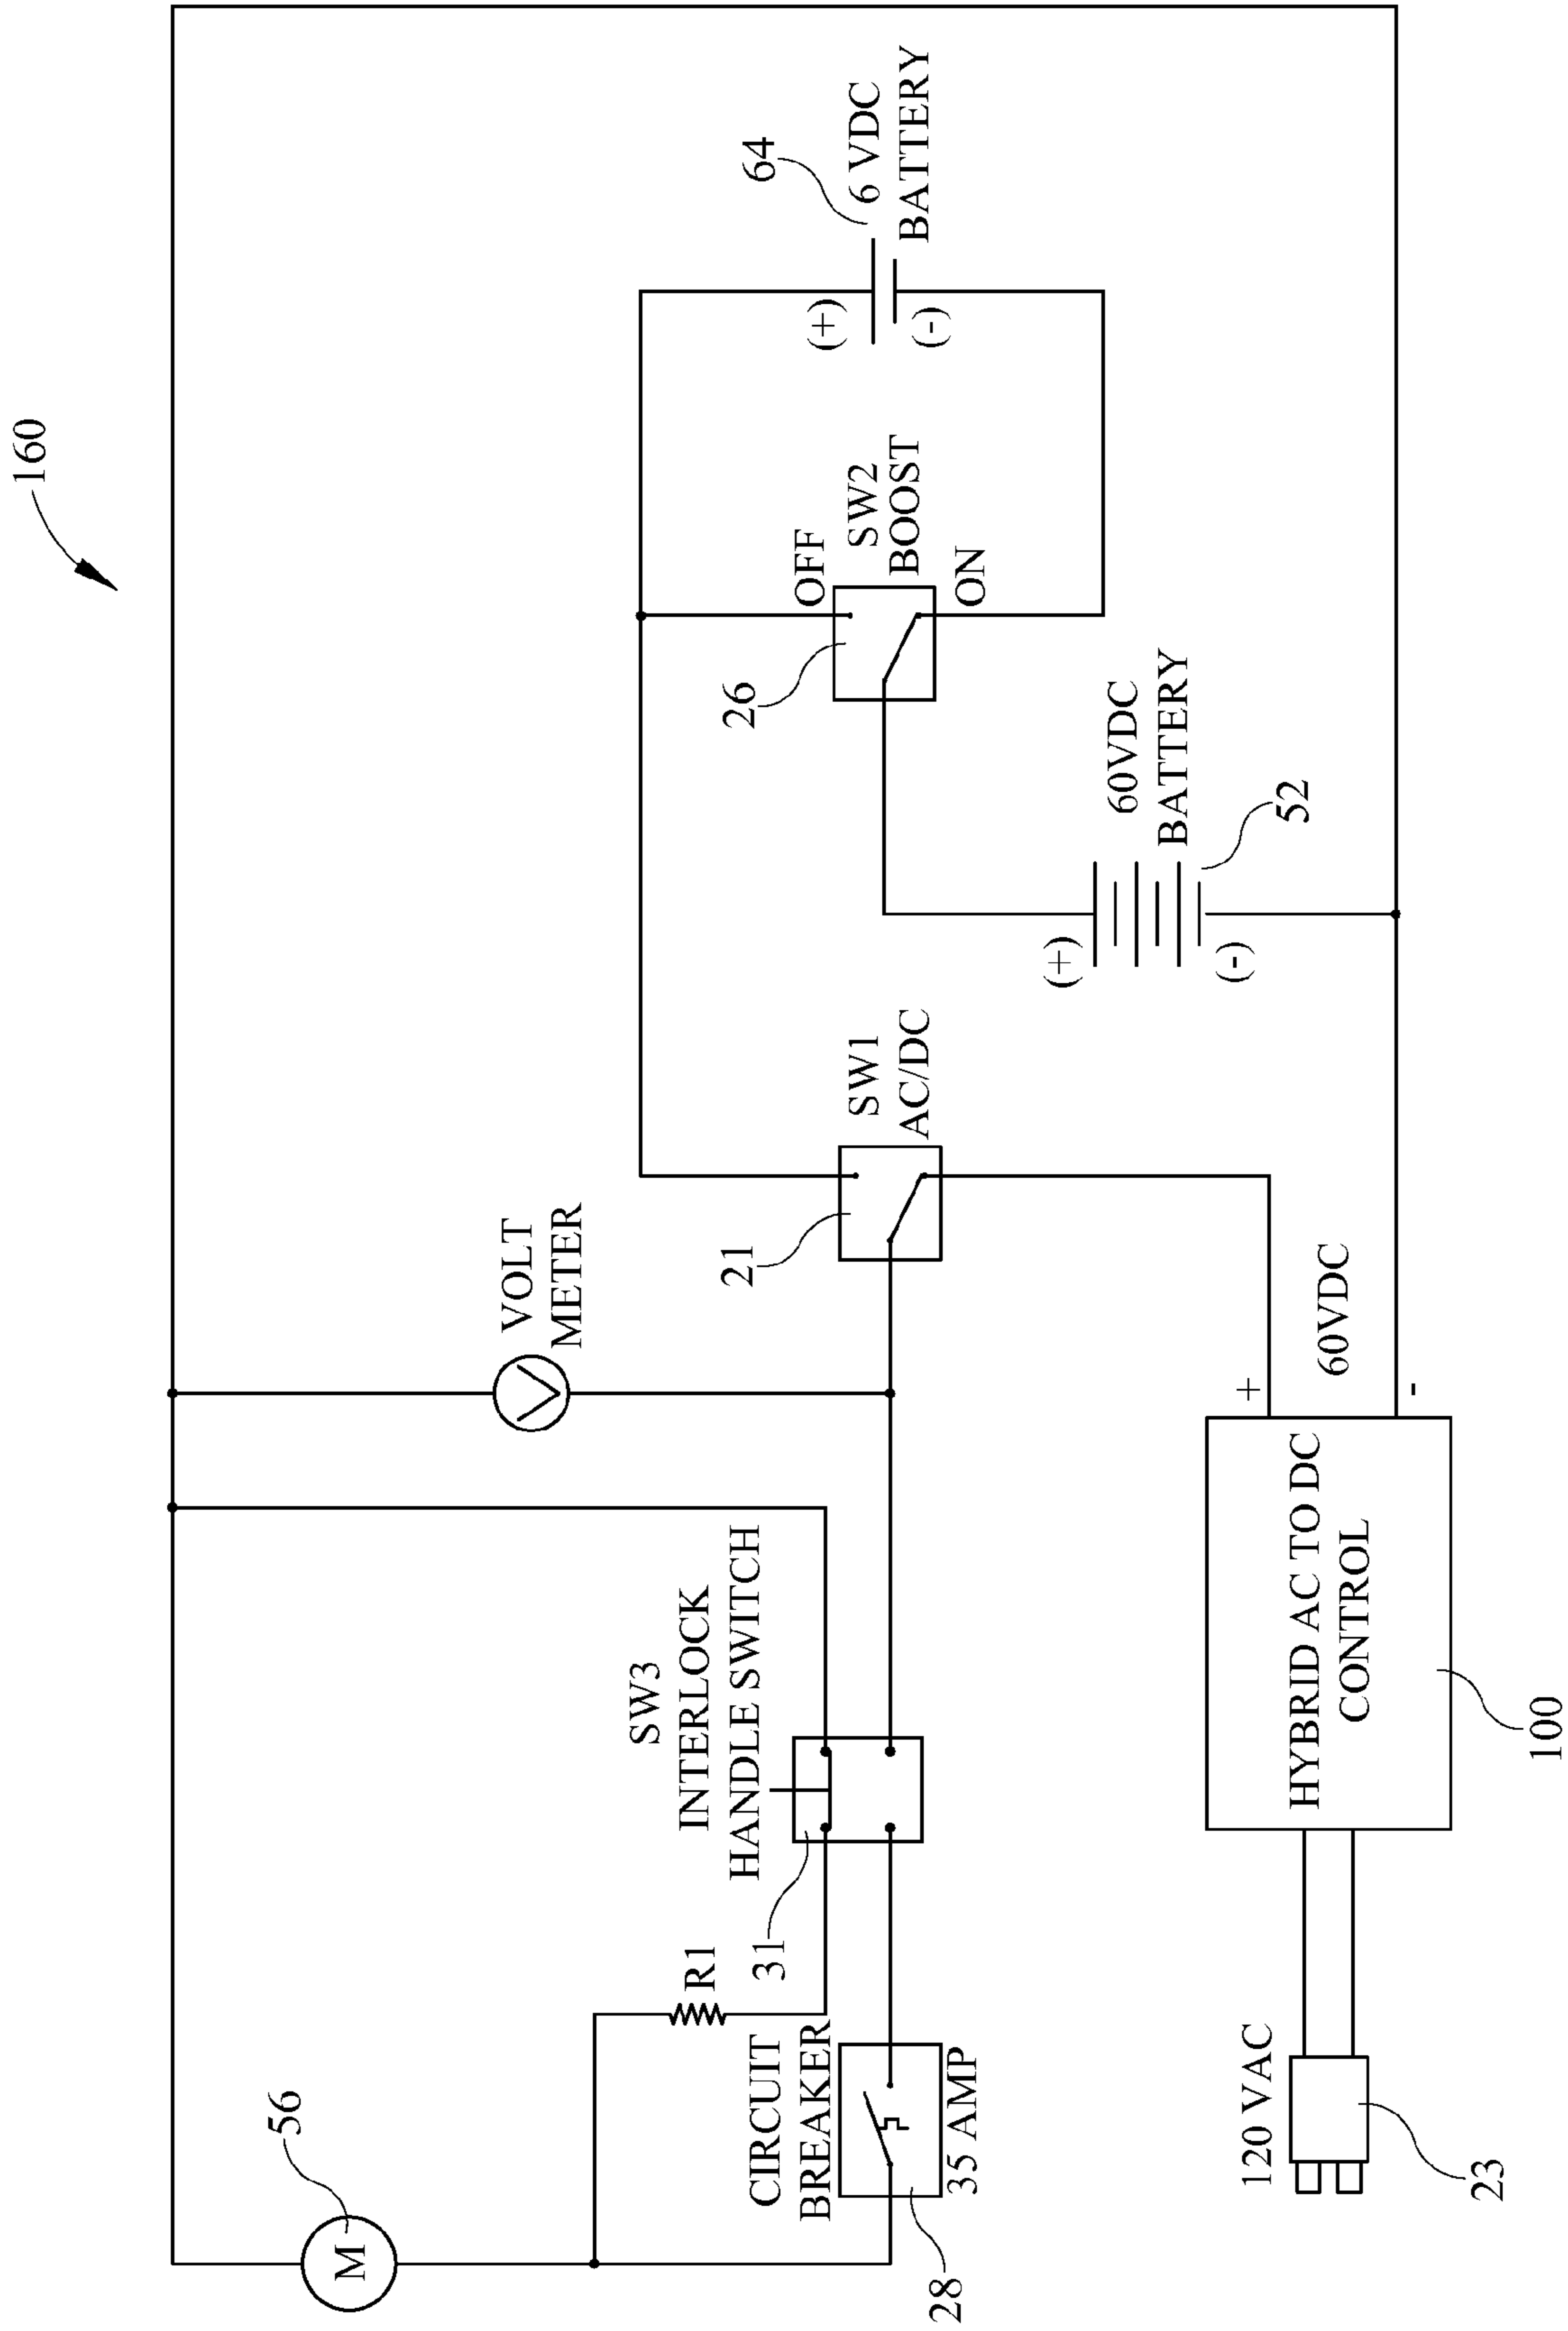 160
56
M
R1
SW3
INTERLOCK
HANDLE SWITCH
31
VOLT
METER
V
CIRCUIT
BREAKER
35 AMP
28
21
SW1
AC/DC
26
OFF
SW2
BOOST
ON
64
6 VDC
BATTERY
(+)
(-)
60VDC
BATTERY
(+)
(-)
52
120 VAC
23
HYBRID AC TO DC
CONTROL
100
+
60VDC
-